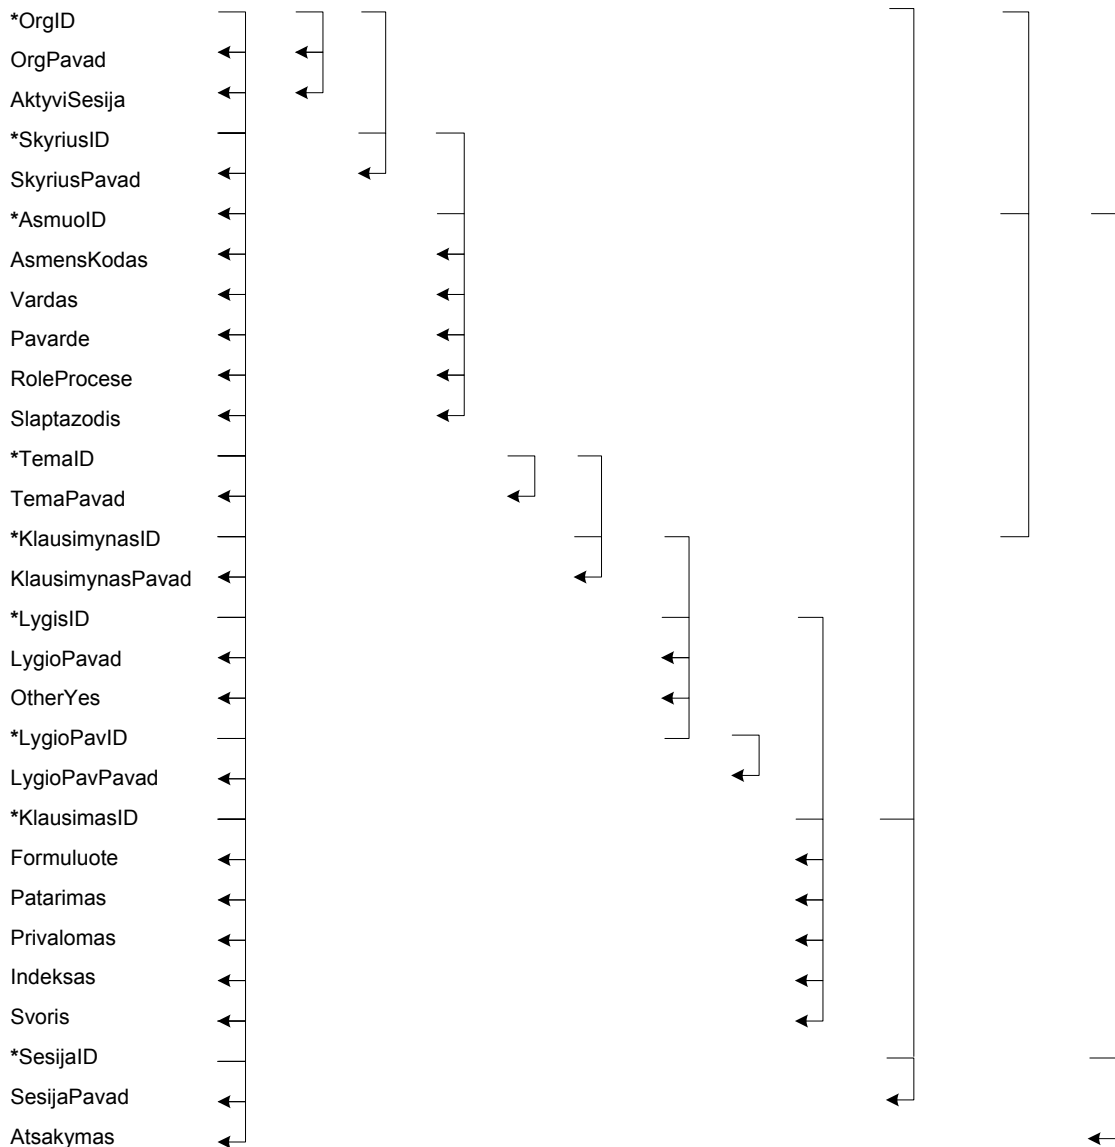 *OrgID
OrgPavad
AktyviSesija
*SkyriusID
SkyriusPavad
*AsmuoID
AsmensKodas
Vardas
Pavarde
RoleProcese
Slaptazodis
*TemaID
TemaPavad
*KlausimynasID
KlausimynasPavad
*LygisID
LygioPavad
OtherYes
*LygioPavID
LygioPavPavad
*KlausimasID
Formuluote
Patarimas
Privalomas
Indeksas
Svoris
*SesijaID
SesijaPavad
Atsakymas